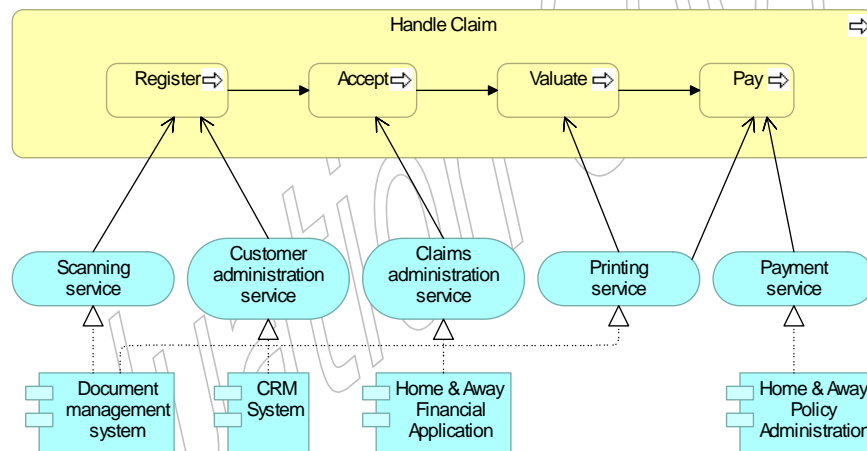 Handle Claim
Register
Accept
Valuate
Pay
Scanning
service
Customer
administration
service
Claims
administration
service
Printing
service
Payment
service
Document
management
system
CRM
System
Home & Away
Financial
Application
Home & Away
Policy
Administration